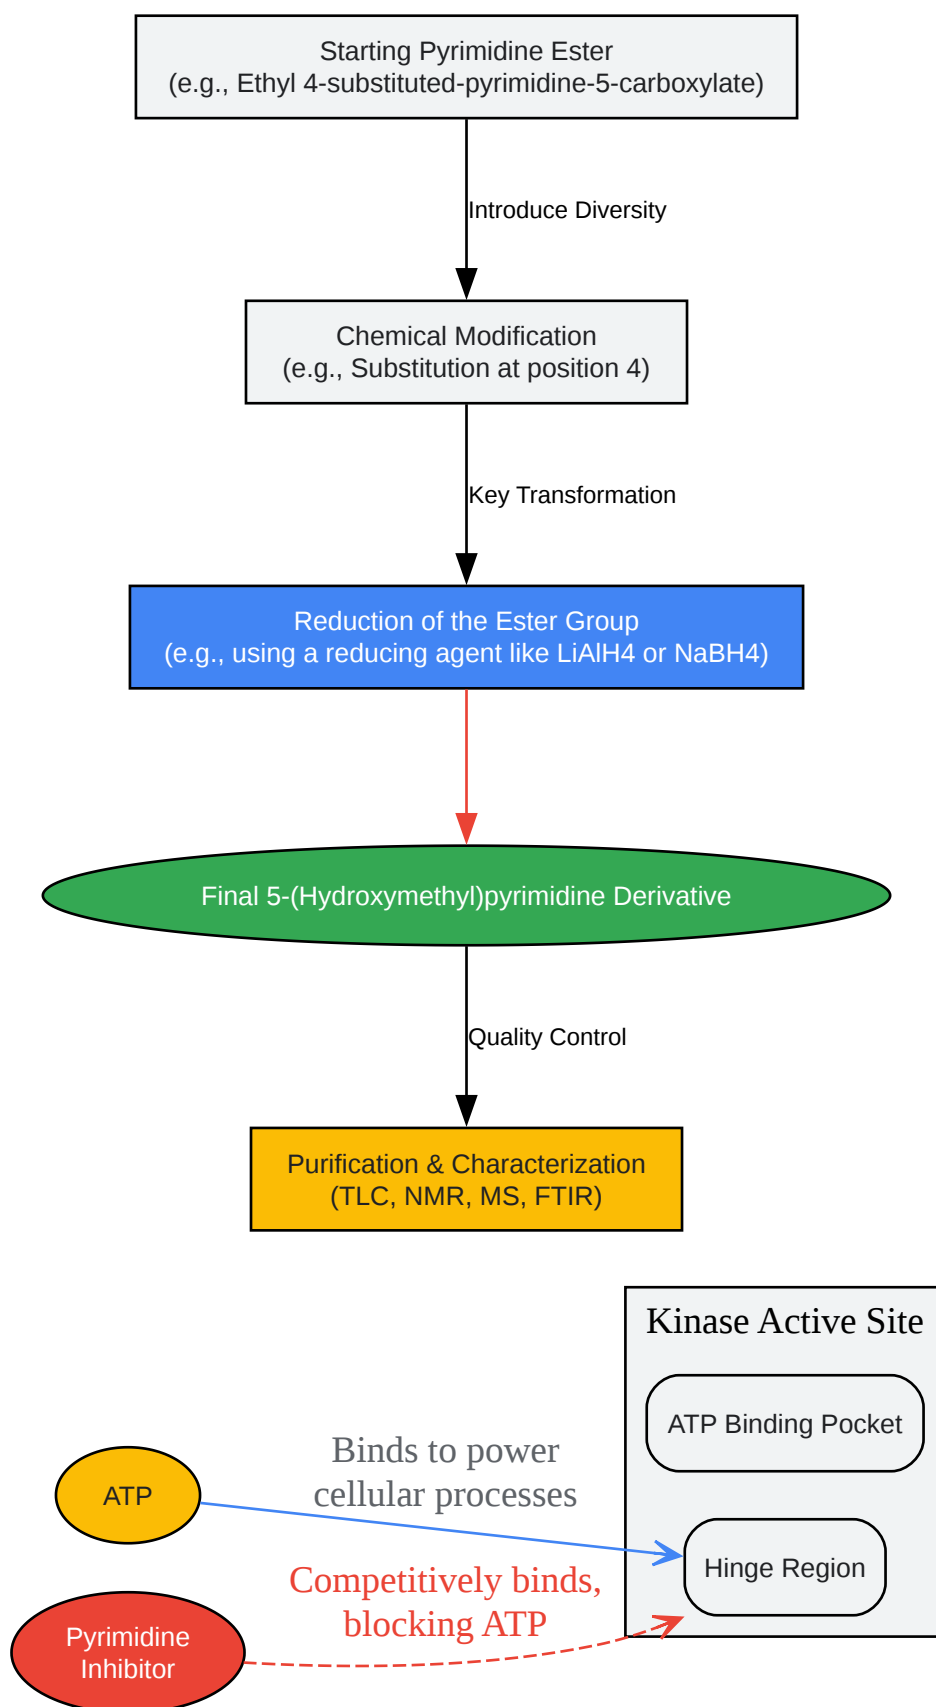 Starting Pyrimidine Ester
(e.g., Ethyl 4-substituted-pyrimidine-5-carboxylate)
Introduce Diversity
Chemical Modification
(e.g., Substitution at position 4)
Key Transformation
Reduction of the Ester Group
(e.g., using a reducing agent like LiAlH4 or NaBH4)
Final 5-(Hydroxymethyl)pyrimidine Derivative
Quality Control
Purification & Characterization
(TLC, NMR, MS, FTIR)
Kinase Active Site
ATP Binding Pocket
Binds to power
cellular processes
ATP
Hinge Region
Competitively binds,
blocking ATP
Pyrimidine
Inhibitor